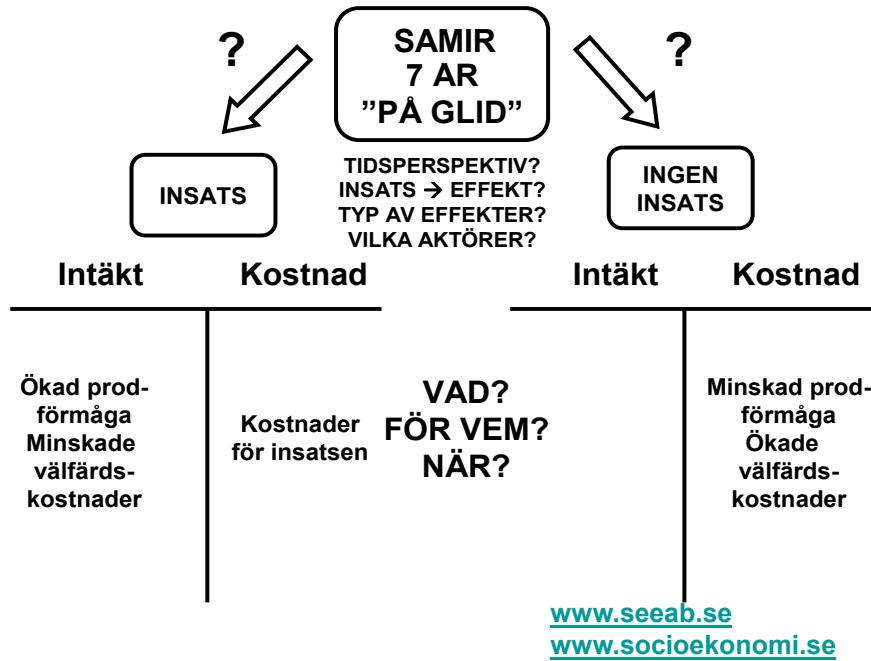 ?
SAMIR
7 AR
”PÅ GLID”
?
INSATS
TIDSPERSPEKTIV?
INSATS → EFFEKT?
TYP AV EFFEKTER?
VILKA AKTÖRER?
INGEN
INSATS
Intäkt
Kostnad
Intäkt
Kostnad
Ökad prod-
förmåga
Minskade
välfärds-
kostnader
Kostnader
för insatsen
VAD?
FÖR VEM?
NÄR?
Minskad prod-
förmåga
Ökade
välfärds-
kostnader
www.seeab.se
www.socioekonomi.se